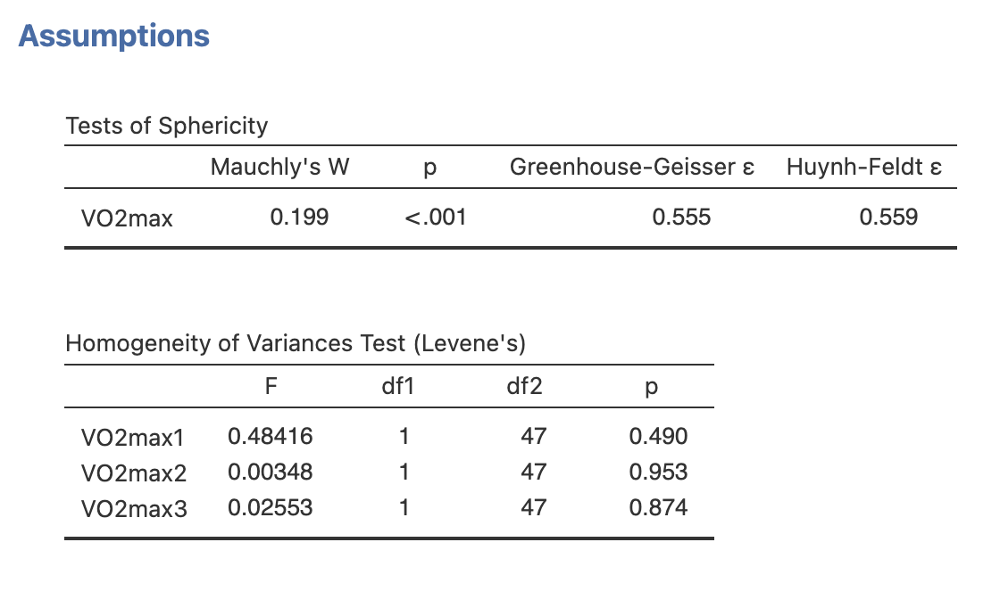 Assumptions
Tests of Sphericity
Mauchly's W p Greenhouse-Geisser ε Huynh-Feldt ε
VO2max 0.199 <.001 0.555 0.559
Homogeneity of Variances Test (Levene's)
F df1 df2 p
VO2max1 0.48416 1 47 0.490
VO2max2 0.00348 1 47 0.953
VO2max3 0.02553 1 47 0.874